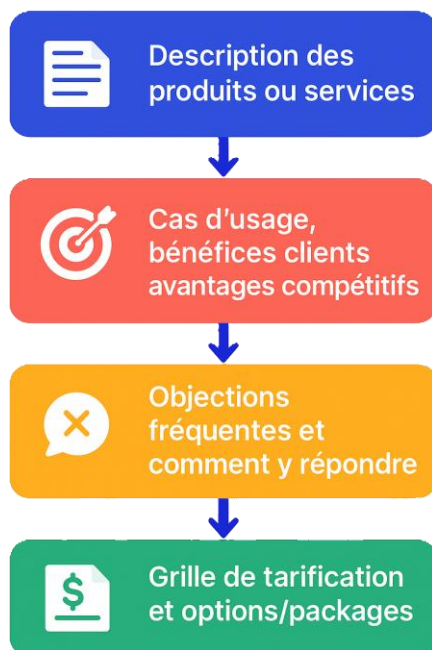 Description des
produits ou services
Cas d'usage,
bénéfices clients
avantages compétitifs
Objections
fréquentes et
comment y répondre
$
Grille de tarification
et options/packages